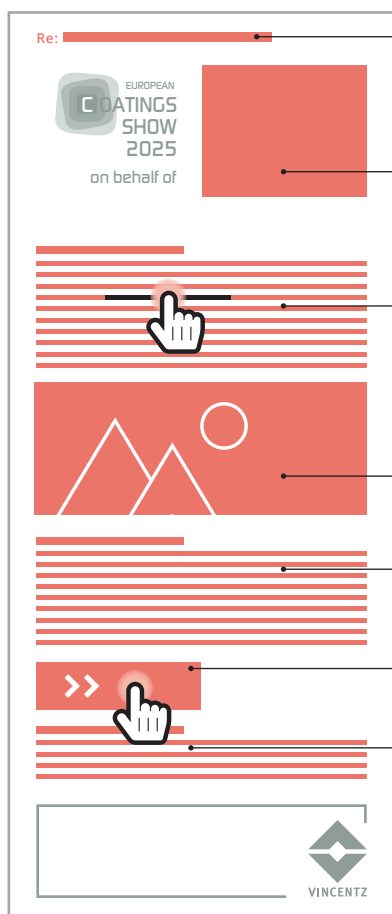 Re:
EUROPEAN
COATINGS
SHOW
2025
on behalf of
VINCENTZ